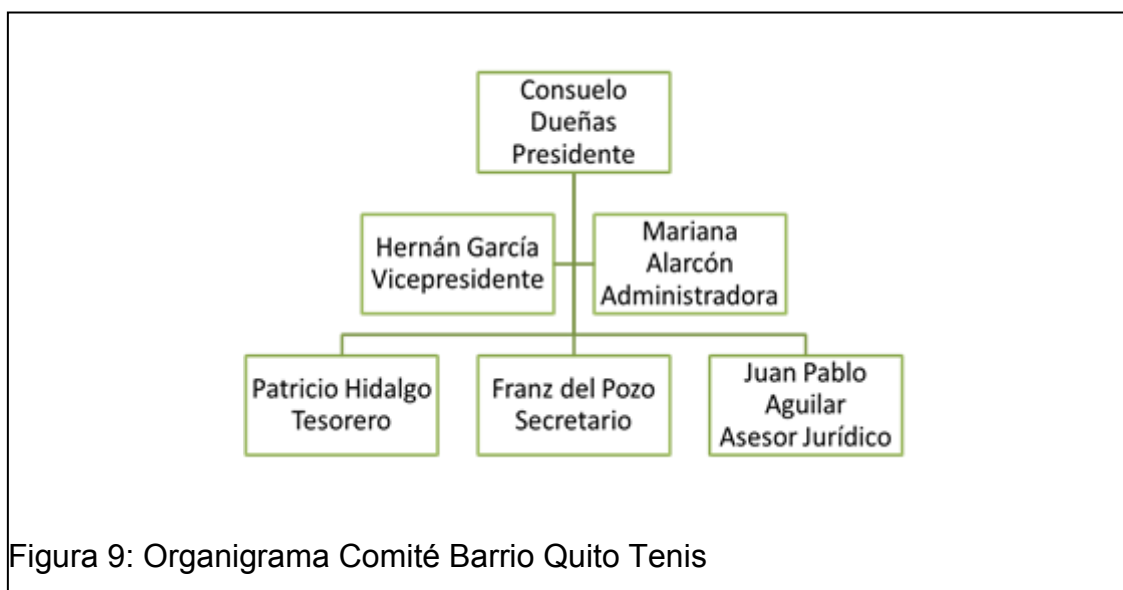 Consuelo
Dueñas
Presidente
Hernán García
Vicepresidente
Mariana
Alarcón
Administradora
Patricio Hidalgo
Tesorero
Franz del Pozo
Secretario
Juan Pablo
Aguilar
Asesor Jurídico
Figura 9: Organigrama Comité Barrio Quito Tenis